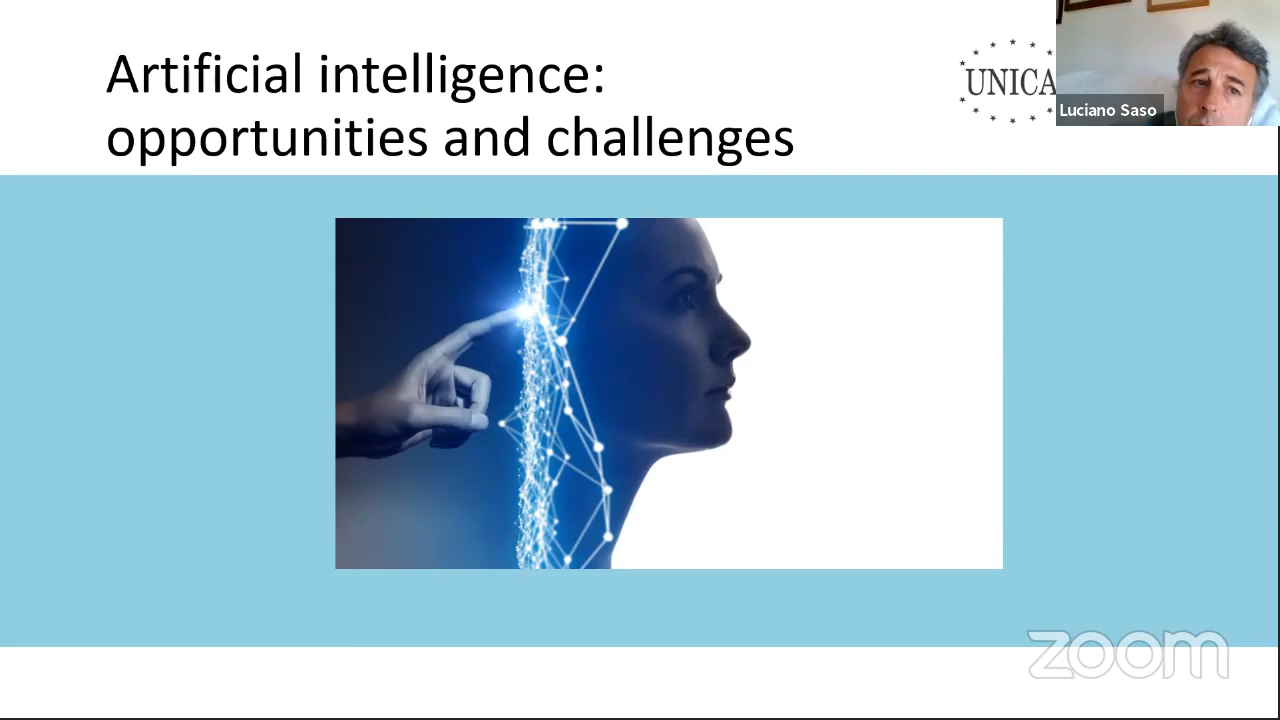 Artificial intelligence:
opportunities and challenges
UNICA
Luciano Saso
zoom